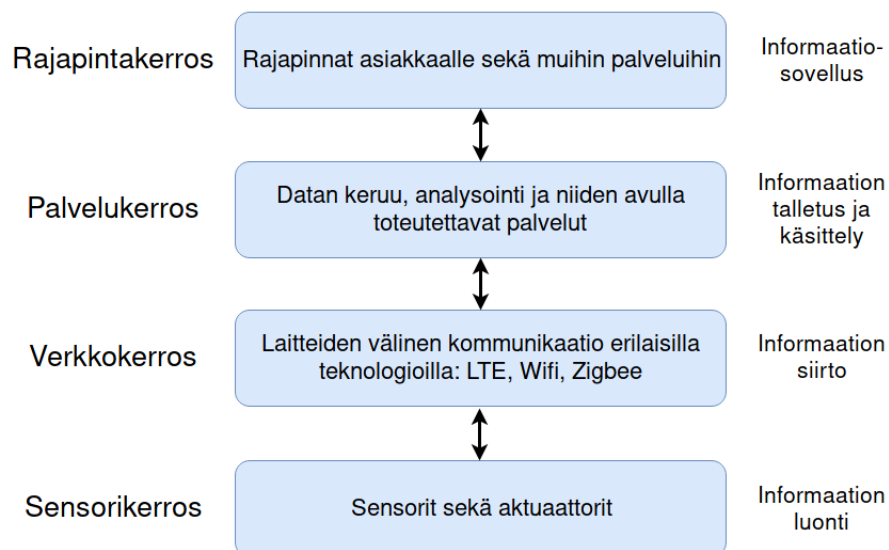 Rajapintakerros
Rajapinnat asiakkaalle sekä muihin palveluihin
Informaatio-
sovellus
Palvelukerros
Datan keruu, analysointi ja niiden avulla
toteutettavat palvelut
Informaation
talletus ja
käsittely
Verkkokerros
Laitteiden välinen kommunikaatio erilaisilla
teknologioilla: LTE, Wifi, Zigbee
Informaation
siirto
Sensorikerros
Sensorit sekä aktuaattorit
Informaation
luonti